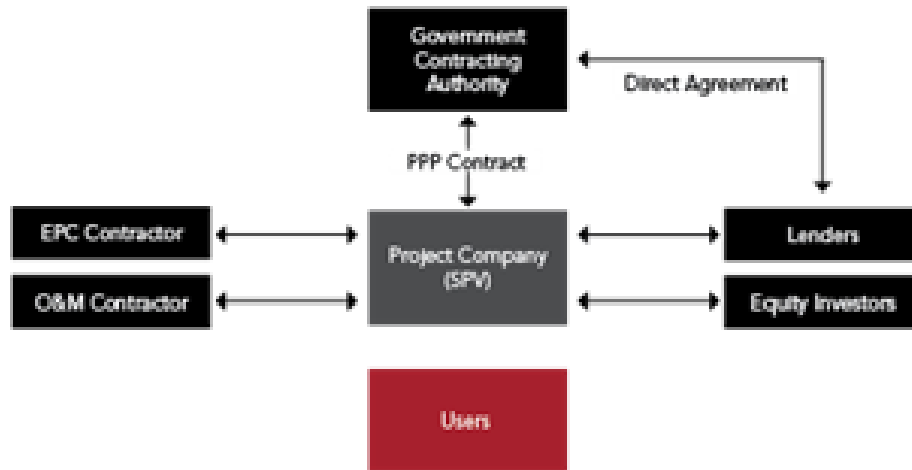 Government
Contracting
Authority
Direct Agreement
PPP Contract
EPC Contractor
Project Company
(SPV)
Lenders
O&M Contractor
Equity Investors
Users